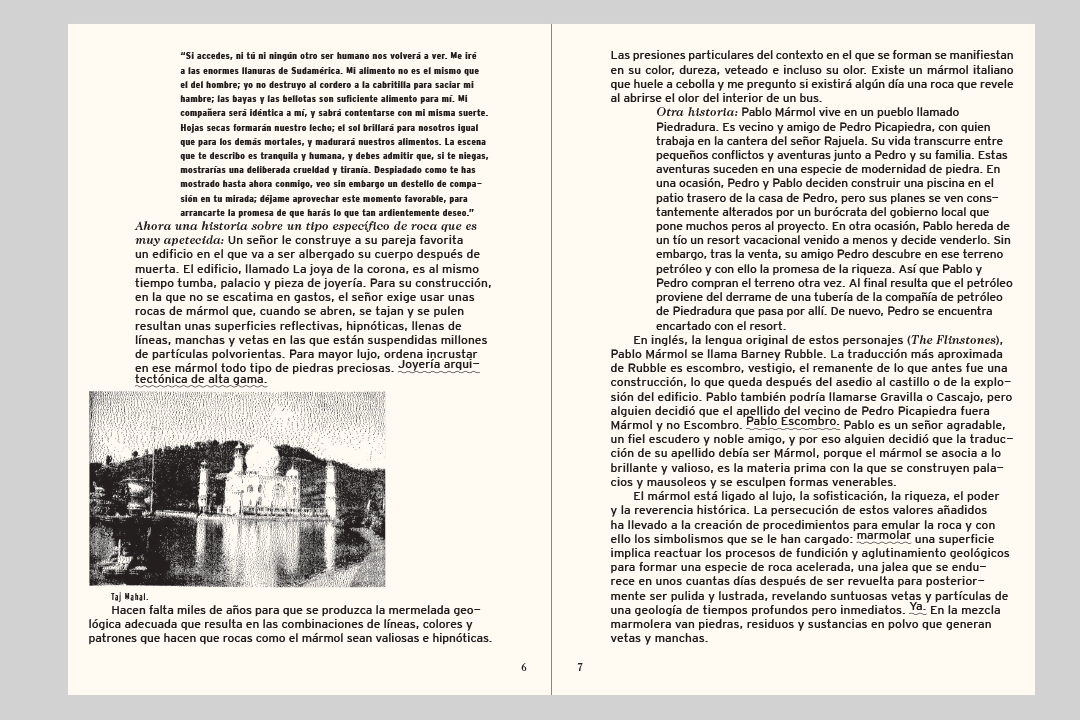 “Si accedes, ni tú ni ningún otro ser humano nos volverá a ver. Me iré
a las enormes llanuras de Sudamérica. Mi alimento no es el mismo que
el del hombre; yo no destruyo al cordero a la cabritilla para saciar mi
hambre; las bayas y las bellotas son suficiente alimento para mí. Mi
compañera será idéntica a mí, y sabrá contentarse con mi misma suerte.
Hojas secas formarán nuestro lecho; el sol brillará para nosotros igual
que para los demás mortales, y madurará nuestros alimentos. La escena
que te describo es tranquila y humana, y debes admitir que, si te niegas,
mostrarías una deliberada crueldad y tiranía. Despiadado como te has
mostrado hasta ahora conmigo, veo sin embargo un destello de compa–
sión en tu mirada; déjame aprovechar este momento favorable, para
arrancarte la promesa de que harás lo que tan ardientemente deseo.”
Ahora una historia sobre un tipo específico de roca que es
muy apetecida: Un señor le construye a su pareja favorita
un edificio en el que va a ser albergado su cuerpo después de
muerta. El edificio, llamado La joya de la corona, es al mismo
tiempo tumba, palacio y pieza de joyería. Para su construcción,
en la que no se escatima en gastos, el señor exige usar unas
rocas de mármol que, cuando se abren, se tajan y se pulen
resultan unas superficies reflectivas, hipnóticas, llenas de
líneas, manchas y vetas en las que están suspendidas millones
de partículas polvorientas. Para mayor lujo, ordena incrustar
en ese mármol todo tipo de piedras preciosas. Joyería arqui–
tectónica de alta gama.
Taj Mahal.
Hacen falta miles de años para que se produzca la mermelada geo–
lógica adecuada que resulta en las combinaciones de líneas, colores y
patrones que hacen que rocas como el mármol sean valiosas e hipnóticas.
6
Las presiones particulares del contexto en el que se forman se manifiestan
en su color, dureza, veteado e incluso su olor. Existe un mármol italiano
que huele a cebolla y me pregunto si existirá algún día una roca que revele
al abrirse el olor del interior de un bus.
Otra historia: Pablo Mármol vive en un pueblo llamado
Piedradura. Es vecino y amigo de Pedro Picapiedra, con quien
trabaja en la cantera del señor Rajuela. Su vida transcurre entre
pequeños conflictos y aventuras junto a Pedro y su familia. Estas
aventuras suceden en una especie de modernidad de piedra. En
una ocasión, Pedro y Pablo deciden construir una piscina en el
patio trasero de la casa de Pedro, pero sus planes se ven cons–
tantemente alterados por un burócrata del gobierno local que
pone muchos peros al proyecto. En otra ocasión, Pablo hereda de
un tío un resort vacacional venido a menos y decide venderlo. Sin
embargo, tras la venta, su amigo Pedro descubre en ese terreno
petróleo y con ello la promesa de la riqueza. Así que Pablo y
Pedro compran el terreno otra vez. Al final resulta que el petróleo
proviene del derrame de una tubería de la compañía de petróleo
de Piedradura que pasa por allí. De nuevo, Pedro se encuentra
encartado con el resort.
En inglés, la lengua original de estos personajes (The Flinstones),
Pablo Mármol se llama Barney Rubble. La traducción más aproximada
de Rubble es escombro, vestigio, el remanente de lo que antes fue una
construcción, lo que queda después del asedio al castillo o de la explo–
sión del edificio. Pablo también podría llamarse Gravilla o Cascajo, pero
alguien decidió que el apellido del vecino de Pedro Picapiedra fuera
Mármol y no Escombro. Pablo Escombro. Pablo es un señor agradable,
un fiel escudero y noble amigo, y por eso alguien decidió que la traduc–
ción de su apellido debía ser Mármol, porque el mármol se asocia a lo
brillante y valioso, es la materia prima con la que se construyen pala–
cios y mausoleos y se esculpen formas venerables.
El mármol está ligado al lujo, la sofisticación, la riqueza, el poder
y la reverencia histórica. La persecución de estos valores añadidos
ha llevado a la creación de procedimientos para emular la roca y con
ello los simbolismos que se le han cargado: marmolar una superficie
implica reactuar los procesos de fundición y aglutinamiento geológicos
para formar una especie de roca acelerada, una jalea que se endu–
rece en unos cuantas días después de ser revuelta para posterior–
mente ser pulida y lustrada, revelando suntuosas vetas y partículas de
una geología de tiempos profundos pero inmediatos. Ya. En la mezcla
marmolera van piedras, residuos y sustancias en polvo que generan
vetas y manchas.
7